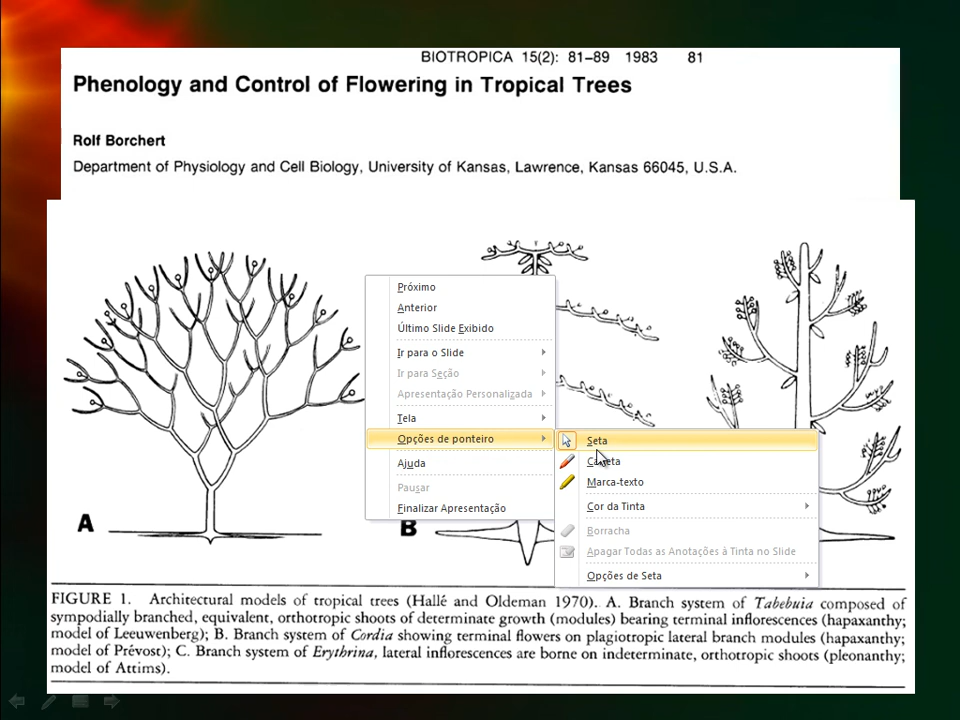 BIOTROPICA 15(2): 81–89 1983 81
Phenology and Control of Flowering in Tropical Trees
Rolf Borchert
Department of Physiology and Cell Biology, University of Kansas, Lawrence, Kansas 66045, U.S.A.
Próximo
Anterior
Último Slide Exibido
Ir para o Slide
Ir para Seção
Apresentação Personalizada
Tela
Opções de ponteiro
Ajuda
Pausar
Finalizar Apresentação
Seta
Caneta
Marca-texto
Cor da Tinta
Borracha
Apagar Todas as Anotações à Tinta no Slide
Opções de Seta
A
B
FIGURE 1. Architectural models of tropical trees (Hallé and Oldeman 1970). A. Branch system of Tabebuia composed of
sympodially branched, equivalent, orthotropic shoots of determinate growth (modules) bearing terminal inflorescences (hapaxanthy;
model of Leeuwenberg); B. Branch system of Cordia showing terminal flowers on plagiotropic lateral branch modules (hapaxanthy;
model of Prévost); C. Branch system of Erythrina, lateral inflorescences are borne on indeterminate, orthotropic shoots (pleonanthy;
model of Attims).